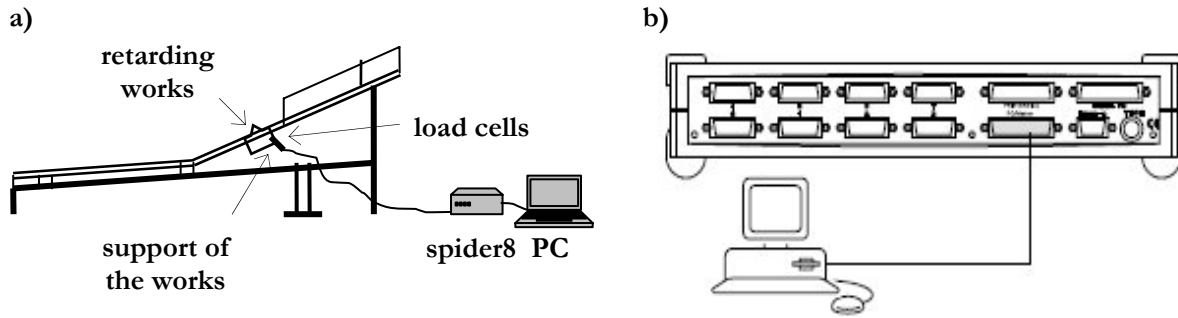 a)
retarding
works
load cells
support of
the works
spider8 PC
b)